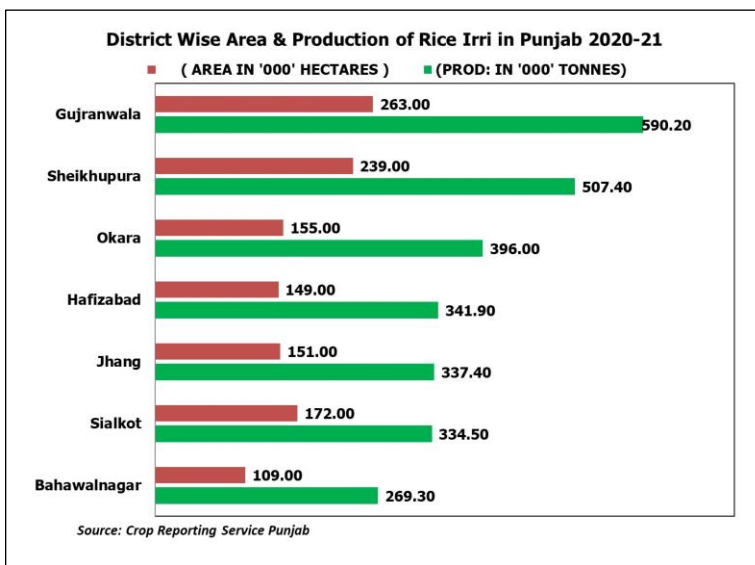 District Wise Area & Production of Rice Irri in Punjab 2020-21
( AREA IN '000' HECTARES ) (PROD: IN '000' TONNES)
Gujranwala 263.00
590.20
Sheikhupura 239.00
507.40
Okara 155.00
396.00
Hafizabad 149.00
341.90
Jhang 151.00
337.40
Sialkot 172.00
334.50
Bahawalnagar 109.00
269.30
Source: Crop Reporting Service Punjab